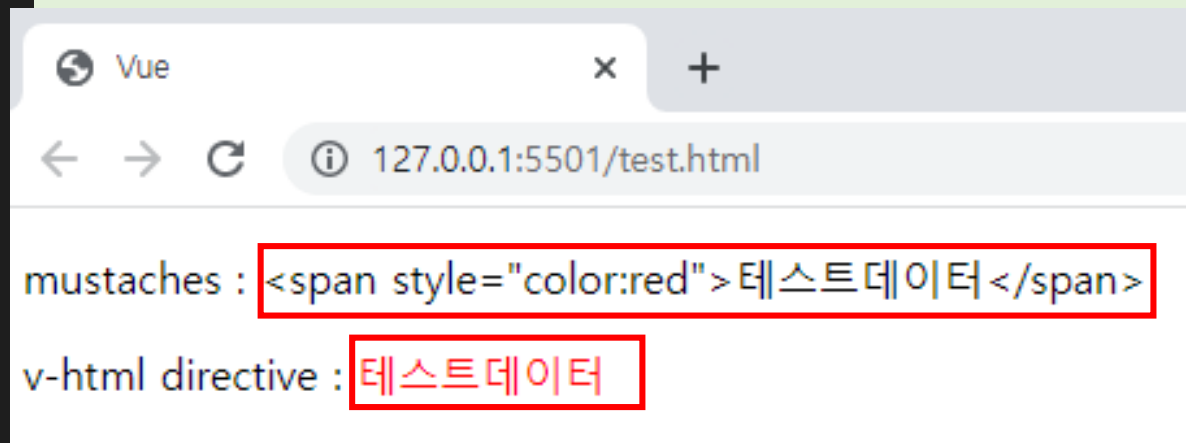 Vue
127.0.0.1:5501/test.html
mustaches : <span style="color:red">테스트데이터</span>
v-html directive : 테스트데이터